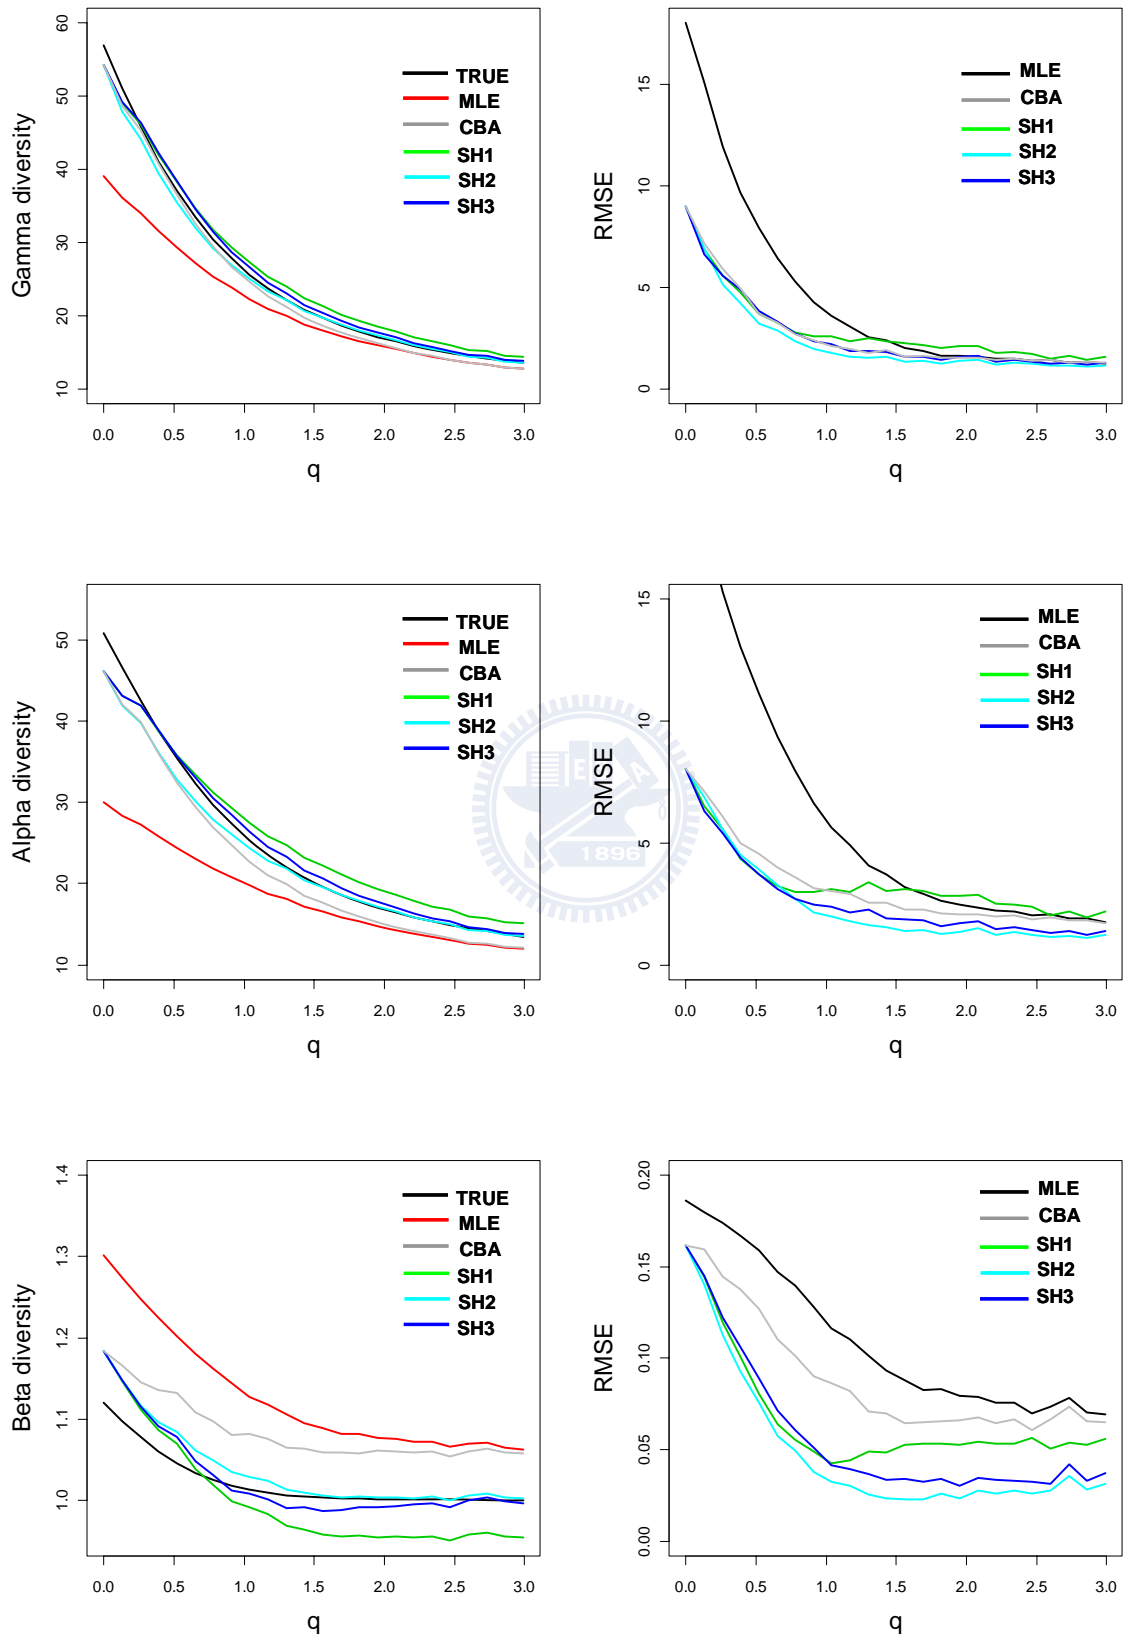 Gamma diversity
60
50
40
30
20
10
TRUE
MLE
CBA
SH1
SH2
SH3
0.0 0.5 1.0 1.5 2.0 2.5 3.0
q
RMSE
15
10
5
0
MLE
CBA
SH1
SH2
SH3
0.0 0.5 1.0 1.5 2.0 2.5 3.0
q
Alpha diversity
50
40
30
20
10
TRUE
MLE
CBA
SH1
SH2
SH3
0.0 0.5 1.0 1.5 2.0 2.5 3.0
q
E A
1896
RMSE
15
10
5
0
MLE
CBA
SH1
SH2
SH3
0.0 0.5 1.0 1.5 2.0 2.5 3.0
q
Beta diversity
1.4
1.3
1.2
1.1
1.0
TRUE
MLE
CBA
SH1
SH2
SH3
0.0 0.5 1.0 1.5 2.0 2.5 3.0
q
RMSE
0.20
0.15
0.10
0.05
0.00
MLE
CBA
SH1
SH2
SH3
0.0 0.5 1.0 1.5 2.0 2.5 3.0
q